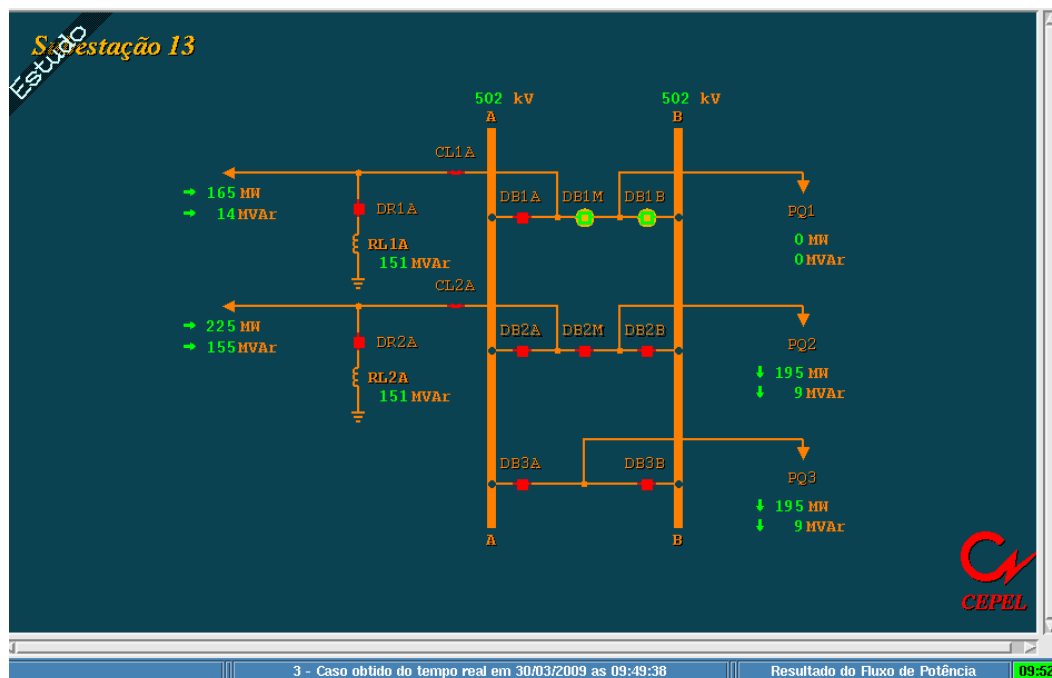 Subestação 13
Estudo
502 kV
502 kV
A
B
CL1A
DB1A
DB1M
DB1B
165 MW
14 MVAr
DR1A
PQ1
RL1A
151 MVAr
0 MW
0 MVAr
CL2A
225 MW
155 MVAr
DR2A
DB2A
DB2M
DB2B
PQ2
RL2A
151 MVAr
195 MW
9 MVAr
DB3A
DB3B
PQ3
195 MW
9 MVAr
A
B
CEPEL
3 - Caso obtido do tempo real em 30/03/2009 as 09:49:38
Resultado do Fluxo de Potência
09:52